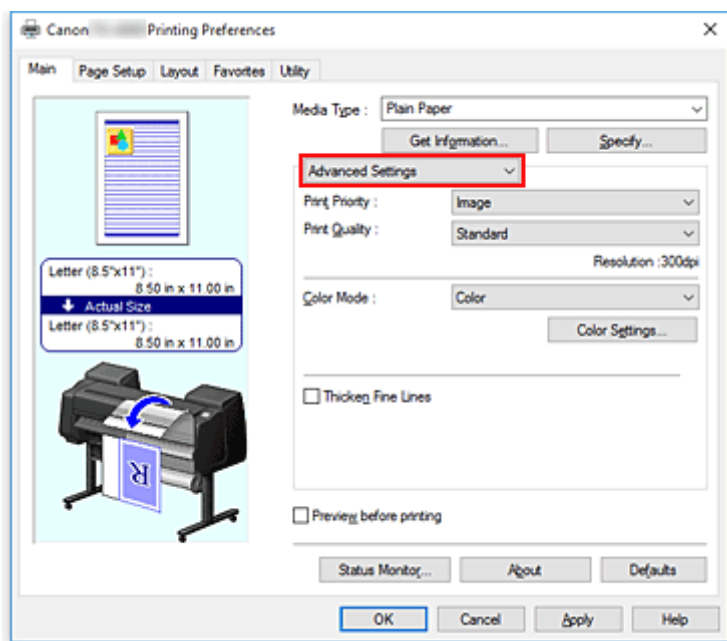 Canon Printing Preferences
Main Page Setup Layout Favorites Utility
Media Type : Plain Paper
Get Information... Specify...
Advanced Settings
Print Priority : Image
Print Quality : Standard
Resolution :300dpi
Color Mode : Color
Color Settings...
Thicken Fine Lines
Letter (8.5"x11") :
8.50 in x 11.00 in
Actual Size
Letter (8.5"x11") :
8.50 in x 11.00 in
R
Preview before printing
Status Monitor... About Defaults
OK Cancel Apply Help